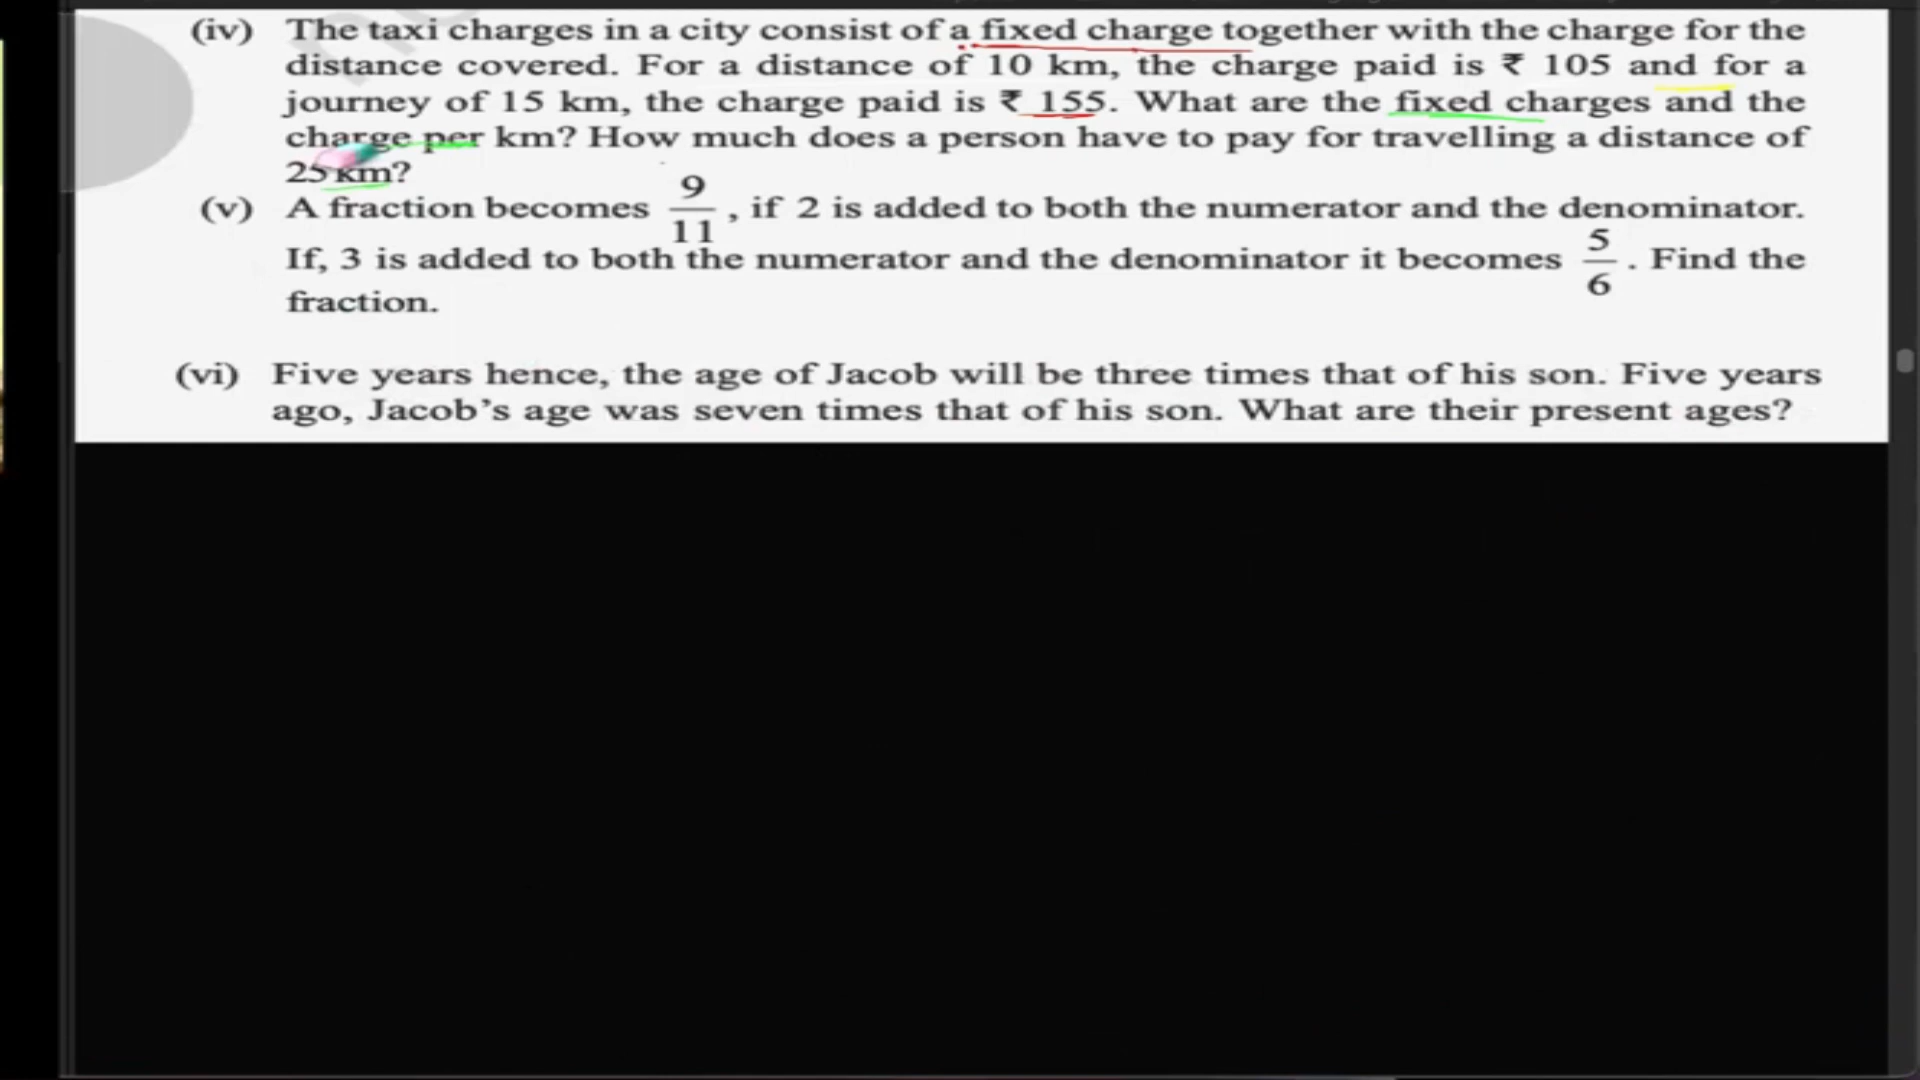 (iv) The taxi charges in a city consist of a fixed charge together with the charge for the
distance covered. For a distance of 10 km, the charge paid is ₹ 105 and for a
journey of 15 km, the charge paid is ₹ 155. What are the fixed charges and the
charge per km? How much does a person have to pay for travelling a distance of
25 km?
(v) A fraction becomes 9/11, if 2 is added to both the numerator and the denominator.
If, 3 is added to both the numerator and the denominator it becomes 5/6. Find the
fraction.
(vi) Five years hence, the age of Jacob will be three times that of his son. Five years
ago, Jacob's age was seven times that of his son. What are their present ages?